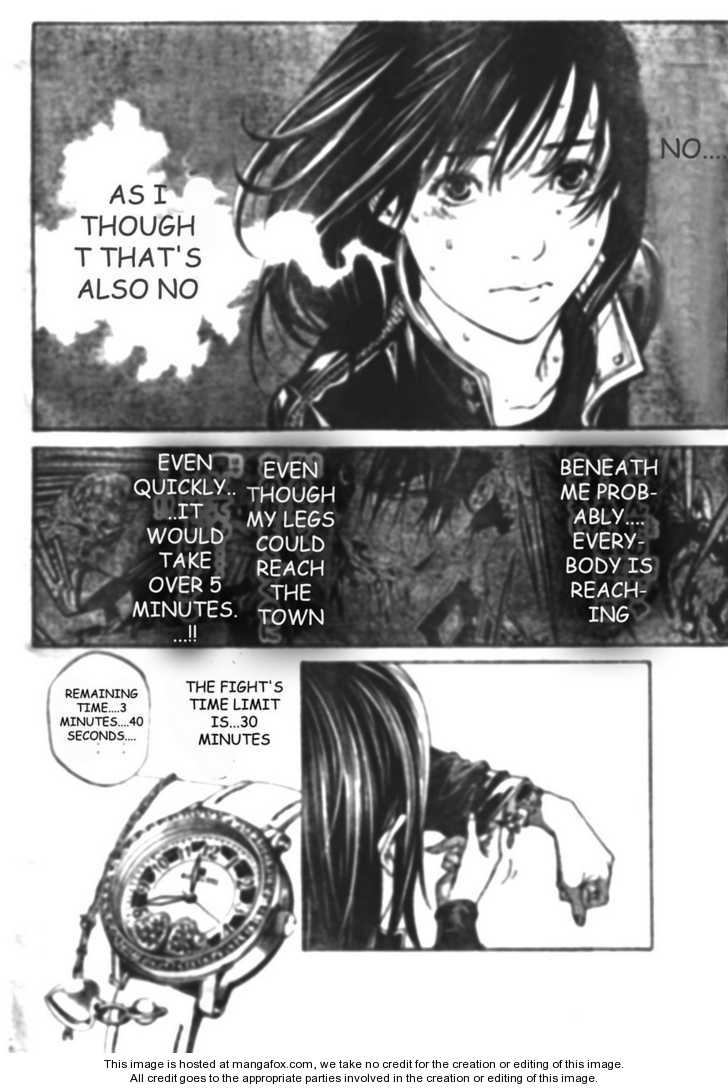 NO....
AS I
THOUGH
T THAT'S
ALSO NO
BENEATH
ME PROB-
ABLY....
EVERY-
BODY IS
REACH-
ING
EVEN
THOUGH
MY LEGS
COULD
REACH
THE
TOWN
EVEN
QUICKLY..
..IT
WOULD
TAKE
OVER 5
MINUTES.
...!!
THE FIGHT'S
TIME LIMIT
IS...30
MINUTES
REMAINING
TIME....3
MINUTES....40
SECONDS....
This image is hosted at mangafox.com, we take no credit for the creation or editing of this image.
All credit goes to the appropriate parties involved in the creation or editing of this image.